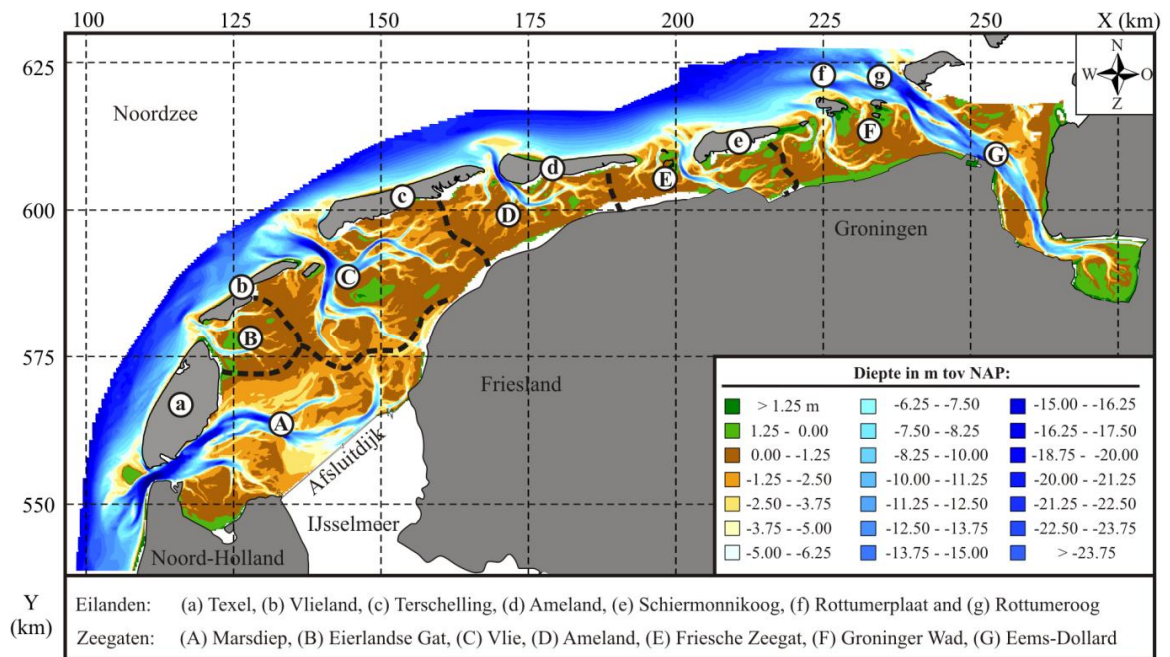 100 125 150 175 200 225 250 X (km)
625
600
575
550
Y
(km)
N
W O
Z
Noordzee
f g
e F
d G
E
c D
C
b
B
a
A
Groningen
Friesland
Afsluitdijk
IJsselmeer
Noord-Holland
Diepte in m tov NAP:
> 1.25 m -6.25 - -7.50 -15.00 - -16.25
1.25 - 0.00 -7.50 - -8.25 -16.25 - -17.50
0.00 - -1.25 -8.25 - -10.00 -18.75 - -20.00
-1.25 - -2.50 -10.00 - -11.25 -20.00 - -21.25
-2.50 - -3.75 -11.25 - -12.50 -21.25 - -22.50
-3.75 - -5.00 -12.50 - -13.75 -22.50 - -23.75
-5.00 - -6.25 -13.75 - -15.00 > -23.75
Eilanden: (a) Texel, (b) Vlieland, (c) Terschelling, (d) Ameland, (e) Schiermonnikoog, (f) Rottumerplaat and (g) Rottumeroog
Zeegaten: (A) Marsdiep, (B) Eierlandse Gat, (C) Vlie, (D) Ameland, (E) Friesche Zeegat, (F) Groninger Wad, (G) Eems-Dollard